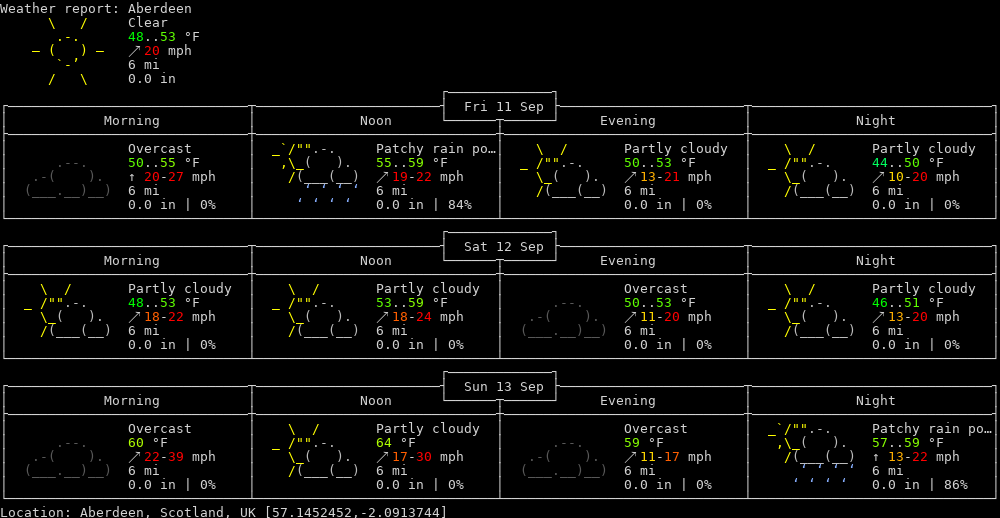 Weather report: Aberdeen
Clear
48..53 °F
↗ 20 mph
6 mi
0.0 in
Fri 11 Sep
Morning Noon Evening Night
Overcast Patchy rain po… Partly cloudy Partly cloudy
50..55 °F 55..59 °F 50..53 °F 44..50 °F
↑ 20-27 mph ↗ 19-22 mph ↗ 13-21 mph ↗ 10-20 mph
6 mi 6 mi 6 mi 6 mi
0.0 in | 0% 0.0 in | 84% 0.0 in | 0% 0.0 in | 0%
Sat 12 Sep
Morning Noon Evening Night
Partly cloudy Partly cloudy Overcast Partly cloudy
48..53 °F 53..59 °F 50..53 °F 46..51 °F
↗ 18-22 mph ↗ 18-24 mph ↗ 11-20 mph ↗ 13-20 mph
6 mi 6 mi 6 mi 6 mi
0.0 in | 0% 0.0 in | 0% 0.0 in | 0% 0.0 in | 0%
Sun 13 Sep
Morning Noon Evening Night
Overcast Partly cloudy Overcast Patchy rain po…
60 °F 64 °F 59 °F 57..59 °F
↗ 22-39 mph ↗ 17-30 mph ↗ 11-17 mph ↑ 13-22 mph
6 mi 6 mi 6 mi 6 mi
0.0 in | 0% 0.0 in | 0% 0.0 in | 0% 0.0 in | 86%
Location: Aberdeen, Scotland, UK [57.1452452,-2.0913744]